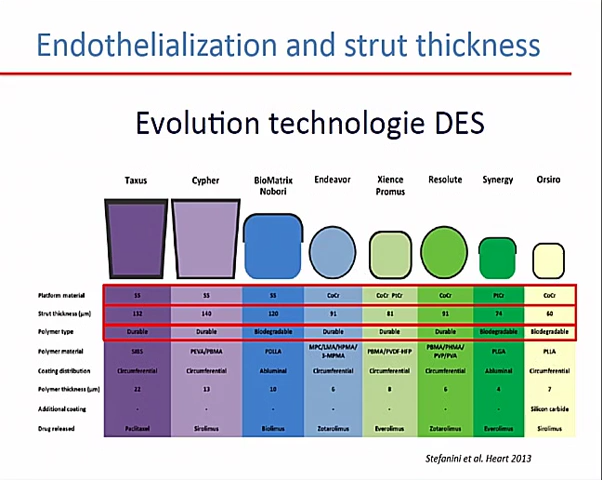 Endothelialization and strut thickness
Evolution technologie DES
Taxus Cypher BioMatrix Nobori Endeavor Xience Promus Resolute Synergy Orsiro
Platform material SS SS SS CoCr CoCr PtCr CoCr PtCr CoCr
Strut thickness (µm) 132 140 120 91 81 91 74 60
Polymer type Durable Durable Biodegradable Durable Durable Durable Biodegradable Biodegradable
Polymer material SIBS PEVA/PBMA PDLLA MPC/LMA/HPMA/3-MPMA PBMA/PVDF-HFP PBMA/PHMA/PVP/PVA PLGA PLLA
Coating distribution Circumferential Circumferential Abluminal Circumferential Circumferential Circumferential Abluminal Circumferential
Polymer thickness (µm) 22 13 10 6 8 6 4 7
Additional coating - - - - - - - Silicon carbide
Drug released Paclitaxel Sirolimus Biolimus Zotarolimus Everolimus Zotarolimus Everolimus Sirolimus
Stefanini et al. Heart 2013